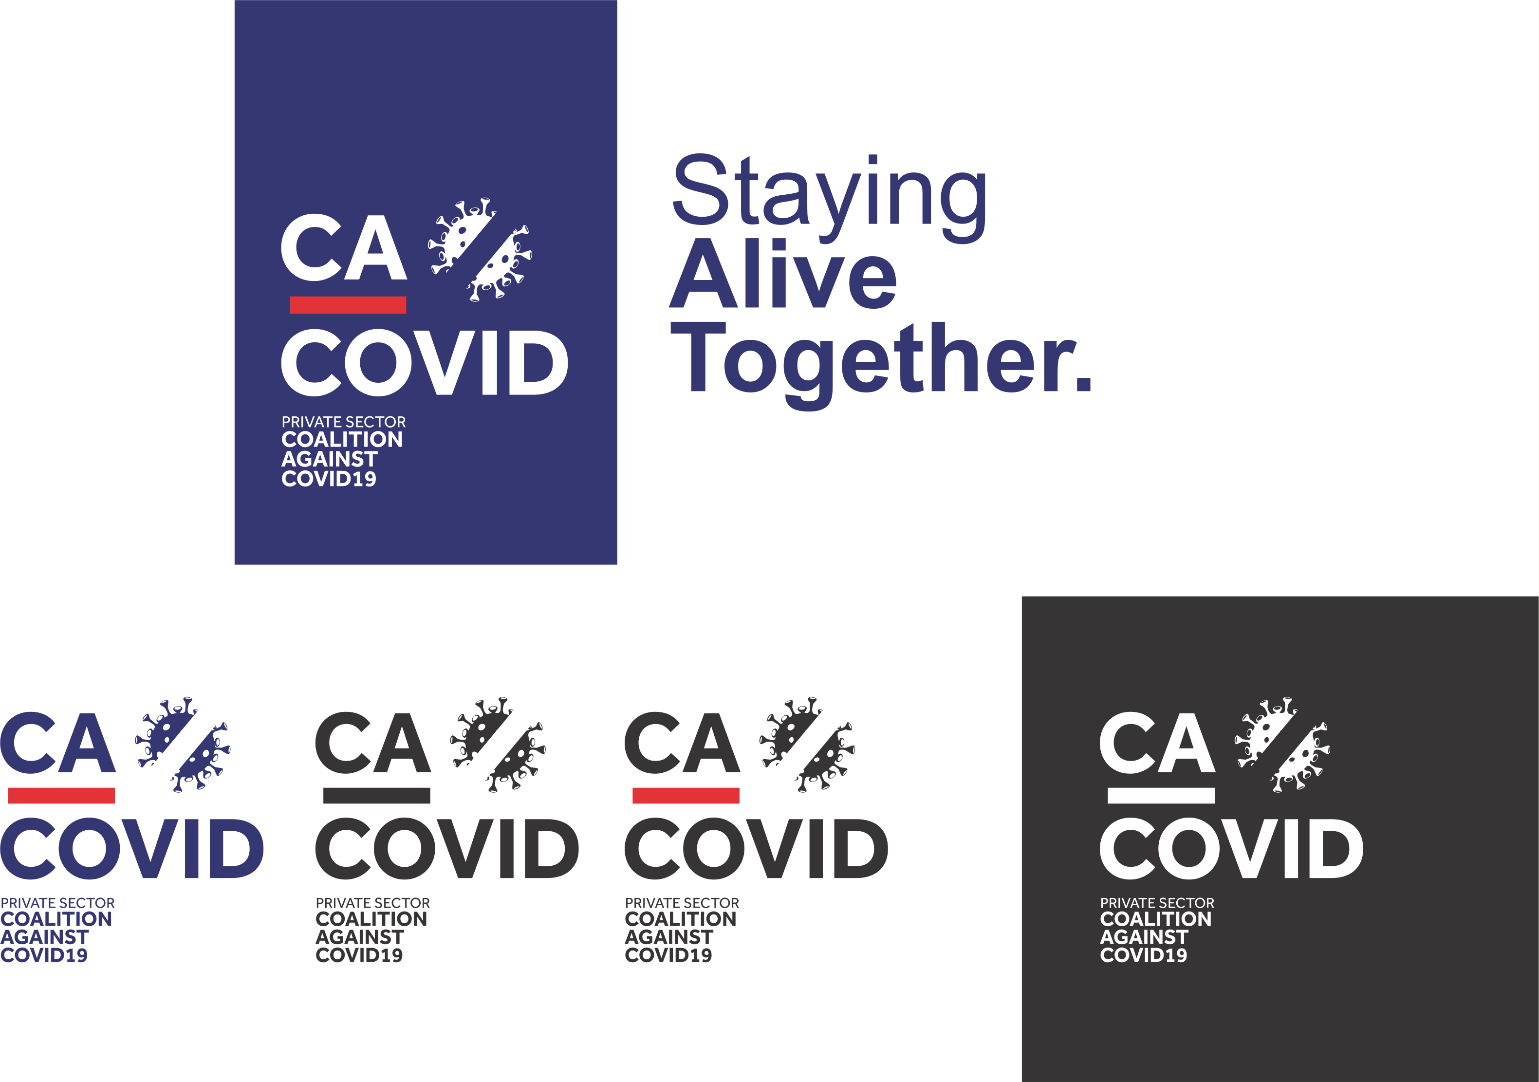 CA
COVID
PRIVATE SECTOR
COALITION
AGAINST
COVID19
Staying
Alive
Together.
CA
COVID
PRIVATE SECTOR
COALITION
AGAINST
COVID19
CA
COVID
PRIVATE SECTOR
COALITION
AGAINST
COVID19
CA
COVID
PRIVATE SECTOR
COALITION
AGAINST
COVID19
CA
COVID
PRIVATE SECTOR
COALITION
AGAINST
COVID19